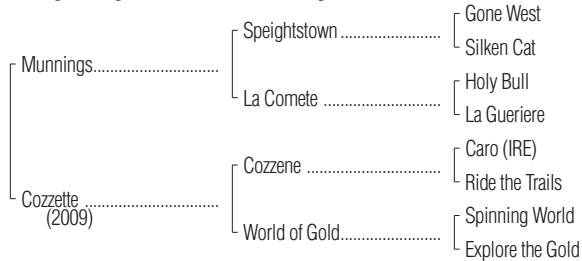 Gone West
Speightstown
Silken Cat
Munnings
Holy Bull
La Comete
La Gueriere
Caro (IRE)
Cozzene
Ride the Trails
Cozzette
(2009)
Spinning World
World of Gold
Explore the Gold